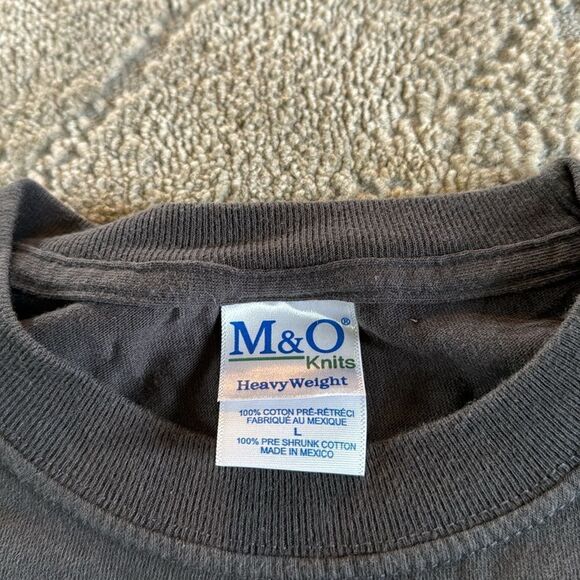 M&O®
Knits
HeavyWeight
100% COTON PRÉ-RÉTRÉCI
FABRIQUÉ AU MEXIQUE
L
100% PRE SHRUNK COTTON
MADE IN MEXICO